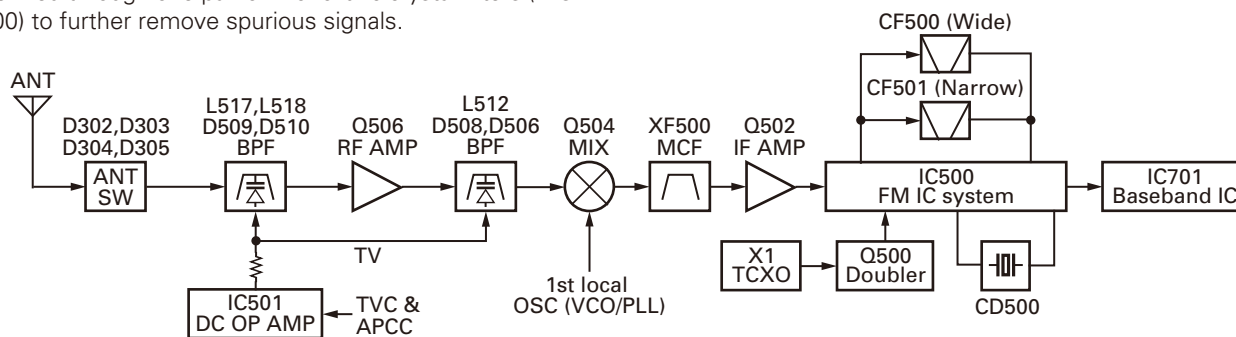 00) to further remove spurious signals.
CF500 (Wide)
CF501 (Narrow)
ANT
D302,D303
D304,D305
ANT
SW
L517,L518
D509,D510
BPF
Q506
RF AMP
L512
D508,D506
BPF
Q504
MIX
XF500
MCF
Q502
IF AMP
IC500
FM IC system
IC701
Baseband IC
TV
X1
TCXO
Q500
Doubler
CD500
1st local
OSC (VCO/PLL)
IC501
DC OP AMP
TVC &
APCC